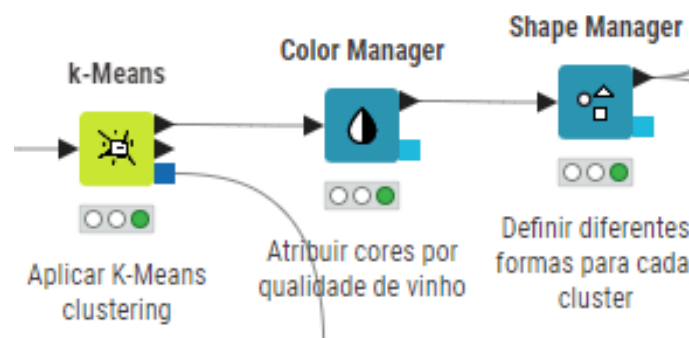 k-Means
Color Manager
Shape Manager
Aplicar K-Means
clustering
Atribuir cores por
qualidade de vinho
Definir diferentes
formas para cada
cluster